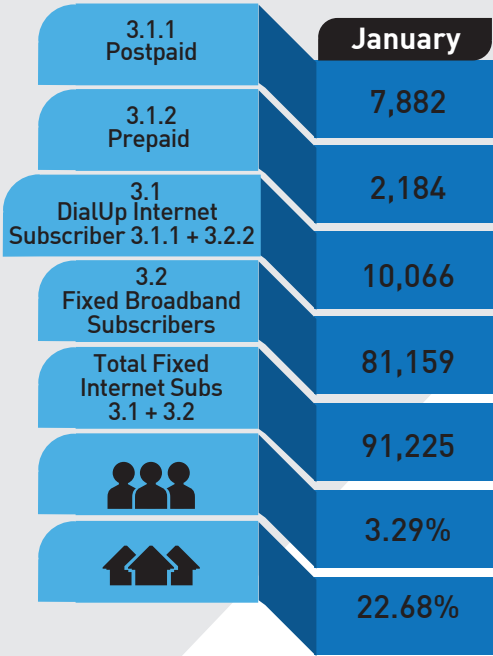 January
3.1.1
Postpaid
7,882
3.1.2
Prepaid
2,184
3.1
DialUp Internet
Subscriber 3.1.1 + 3.2.2
10,066
3.2
Fixed Broadband
Subscribers
81,159
Total Fixed
Internet Subs
3.1 + 3.2
91,225
3.29%
22.68%